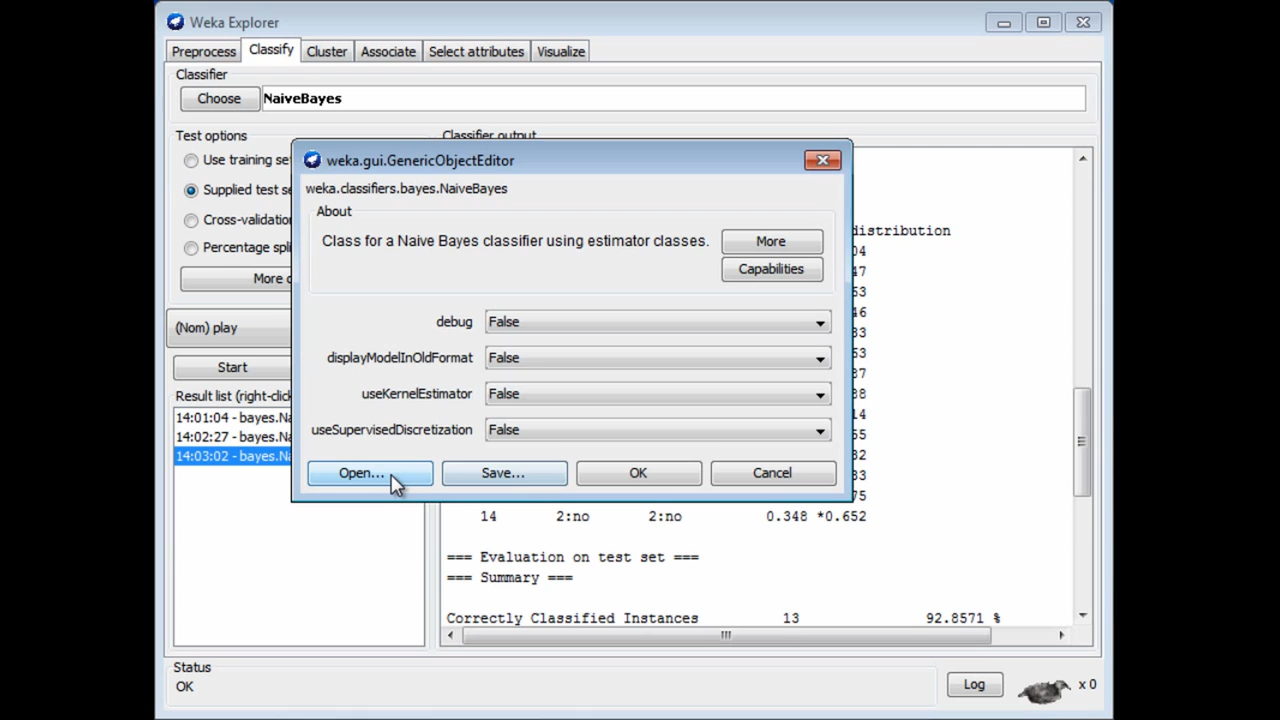 Weka Explorer
Preprocess Classify Cluster Associate Select attributes Visualize
Classifier
Choose NaiveBayes
Test options
Use training set
Supplied test se
Cross-validation
Percentage spli
More o
(Nom) play
Start
Result list (right-clic
14:01:04 - bayes.Na
14:02:27 - bayes.Na
14:03:02 - bayes.Na
Classifier output
weka.gui.GenericObjectEditor
weka.classifiers.bayes.NaiveBayes
About
Class for a Naive Bayes classifier using estimator classes.
More
Capabilities
debug False
displayModelInOldFormat False
useKernelEstimator False
useSupervisedDiscretization False
Open... Save... OK Cancel
distribution
04
47
53
46
33
53
37
38
14
55
32
33
75
14 2:no 2:no 0.348 *0.652
=== Evaluation on test set ===
=== Summary ===
Correctly Classified Instances 13 92.8571 %
Status
OK
Log
x 0